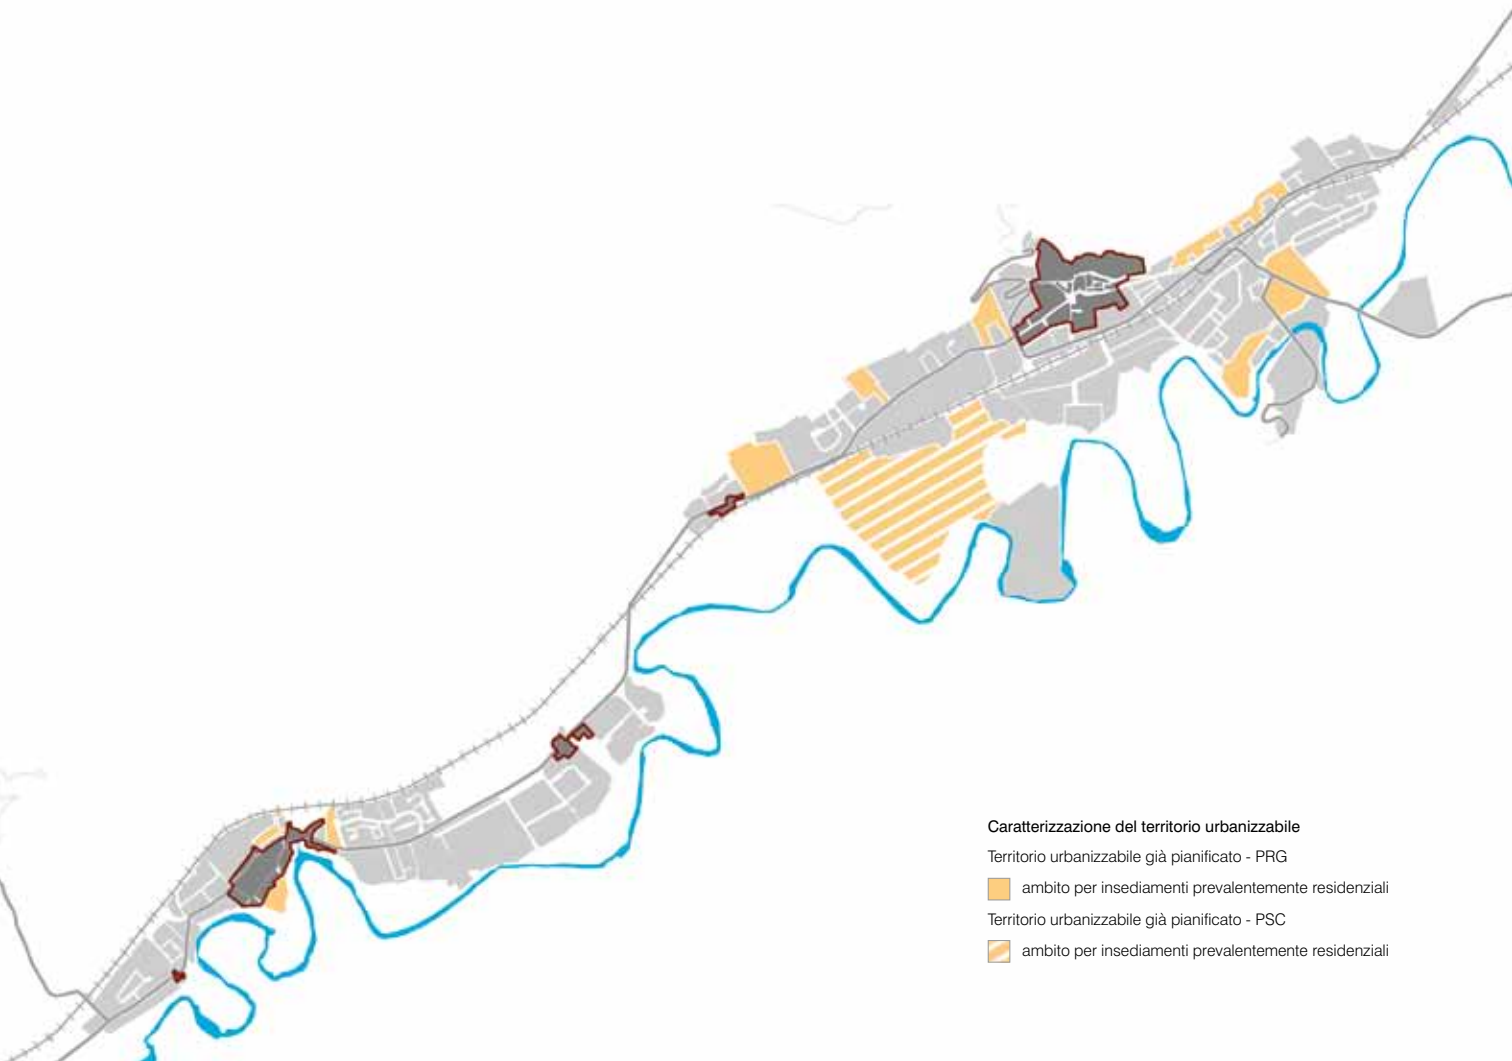 Caratterizzazione del territorio urbanizzabile
Territorio urbanizzabile già pianificato - PRG
ambito per insediamenti prevalentemente residenziali
Territorio urbanizzabile già pianificato - PSC
ambito per insediamenti prevalentemente residenziali